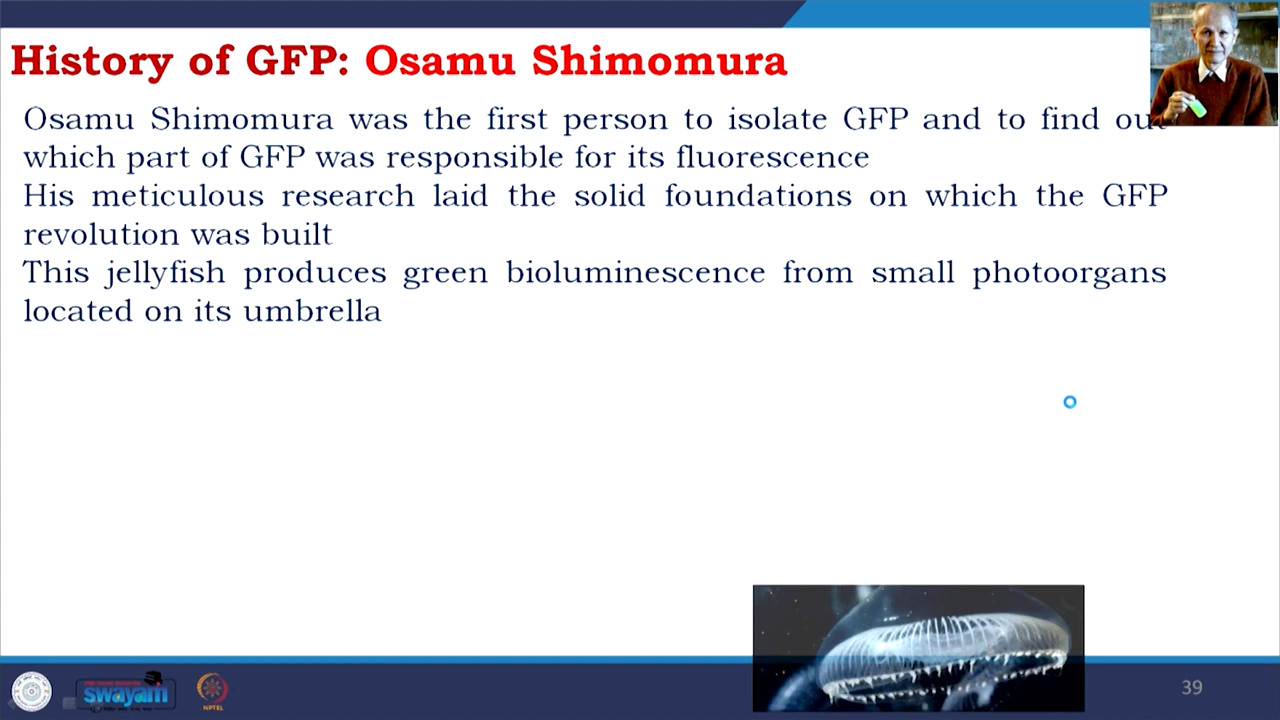 History of GFP: Osamu Shimomura
Osamu Shimomura was the first person to isolate GFP and to find out
which part of GFP was responsible for its fluorescence
His meticulous research laid the solid foundations on which the GFP
revolution was built
This jellyfish produces green bioluminescence from small photoorgans
located on its umbrella
swayam
NPTEL
39